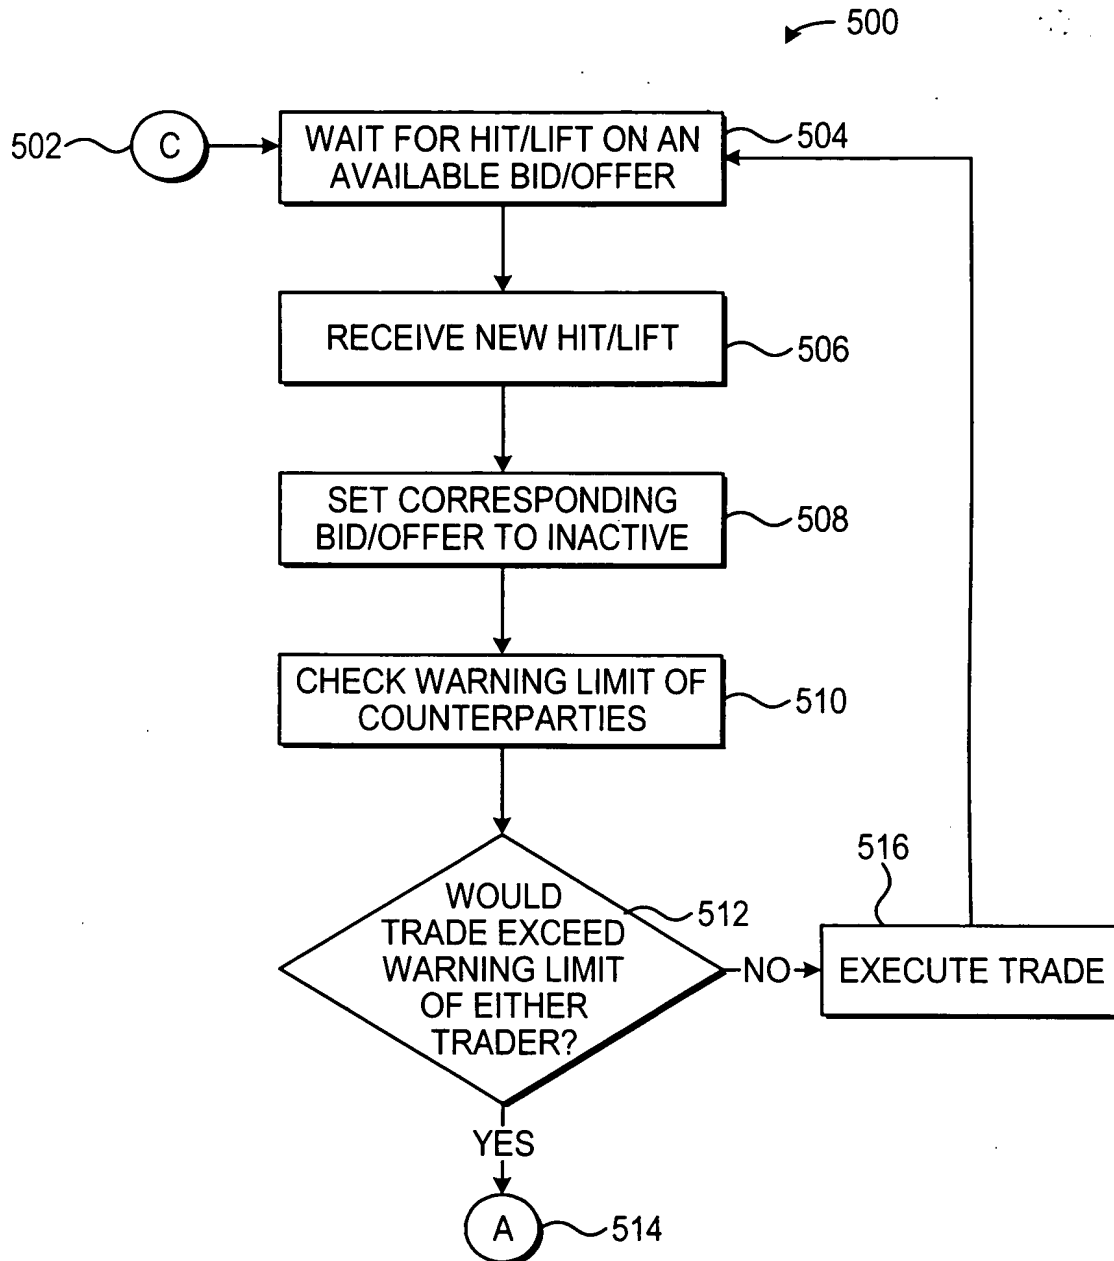 500
502
C
WAIT FOR HIT/LIFT ON AN
AVAILABLE BID/OFFER
504
RECEIVE NEW HIT/LIFT
506
SET CORRESPONDING
BID/OFFER TO INACTIVE
508
CHECK WARNING LIMIT OF
COUNTERPARTIES
510
WOULD
TRADE EXCEED
WARNING LIMIT
OF EITHER
TRADER?
512
NO
516
EXECUTE TRADE
YES
A
514